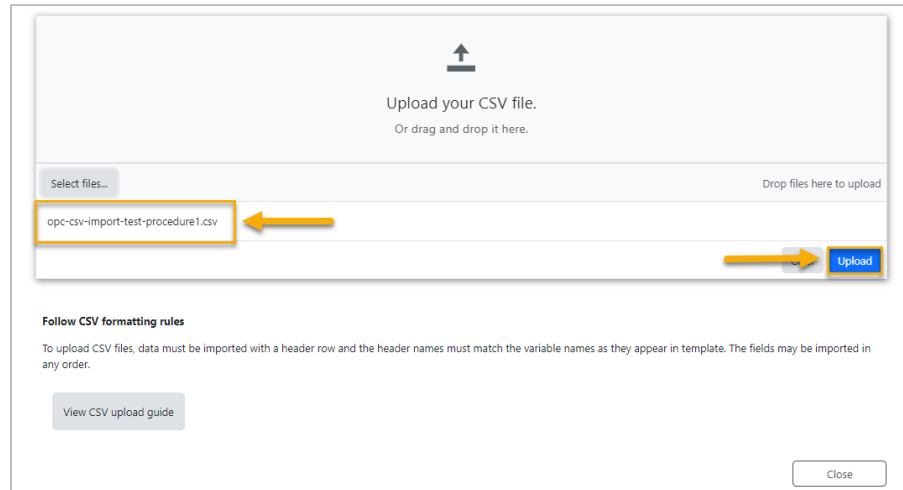 Upload your CSV file.
Or drag and drop it here.
Select files...
Drop files here to upload
opc-csv-import-test-procedure1.csv
Upload
Follow CSV formatting rules
To upload CSV files, data must be imported with a header row and the header names must match the variable names as they appear in template. The fields may be imported in
any order.
View CSV upload guide
Close